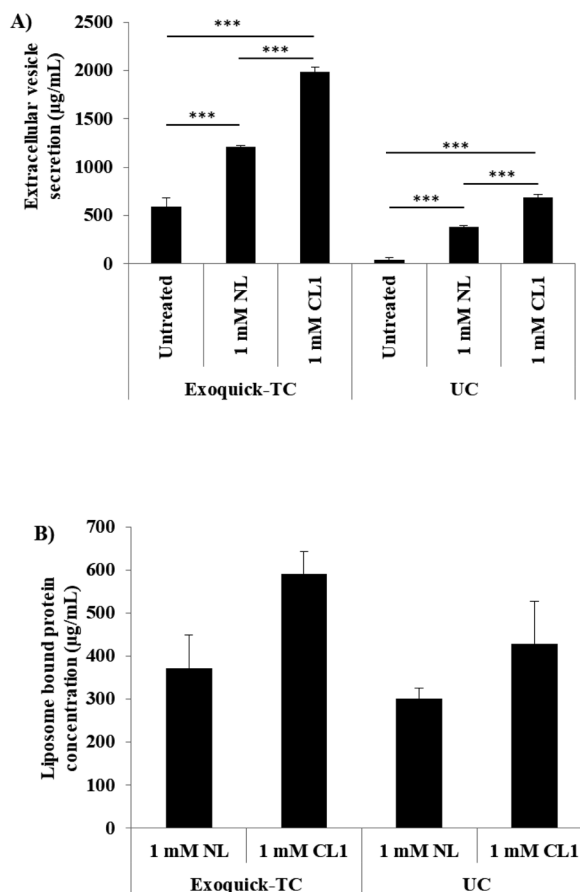 A)
Extracellular vesicle
secretion (µg/mL)
2500
2000
1500
1000
500
0
***
***
***
***
***
***
Untreated
1 mM NL
1 mM CL1
Untreated
1 mM NL
1 mM CL1
Exoquick-TC
UC
B)
Liposome bound protein
concentration (µg/mL)
700
600
500
400
300
200
100
0
1 mM NL
1 mM CL1
1 mM NL
1 mM CL1
Exoquick-TC
UC